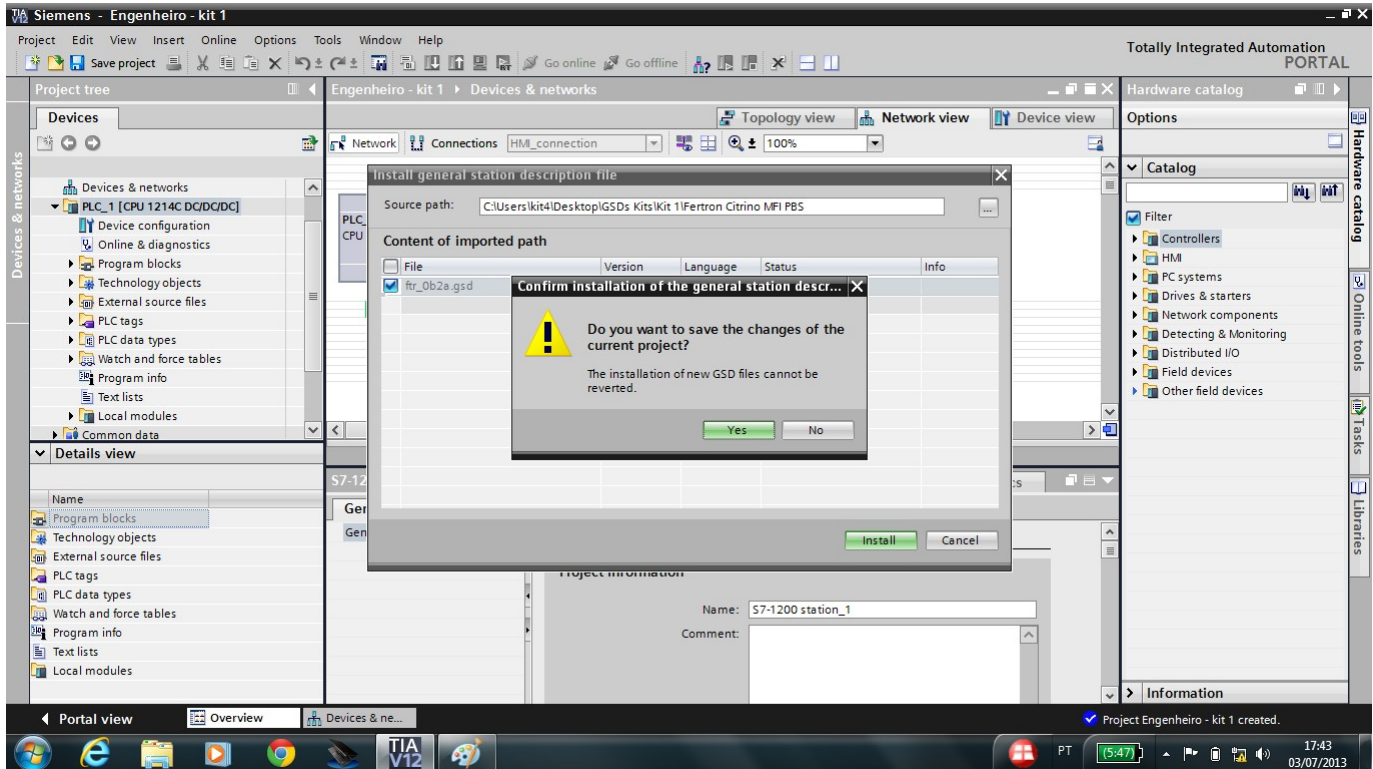 Siemens - Engenheiro - kit 1
Project Edit View Insert Online Options Tools Window Help
Totally Integrated Automation
PORTAL
Save project
Go online
Go offline
Project tree
Engenheiro - kit 1 Devices & networks
Hardware catalog
Devices
Topology view
Network view
Device view
Options
Network
Connections
HMI_connection
100%
Devices & networks
PLC_1 [CPU 1214C DC/DC/DC]
Device configuration
Online & diagnostics
Program blocks
Technology objects
External source files
PLC tags
PLC data types
Watch and force tables
Program info
Text lists
Local modules
Common data
PLC_
CPU
Install general station description file
Source path:
C:\Users\kit4\Desktop\GSDs Kits\Kit 1\Fertron Citrino MFI PBS
...
Content of imported path
File Version Language Status Info
ftr_0b2a.gsd
Confirm installation of the general station descr...
Do you want to save the changes of the
current project?
The installation of new GSD files cannot be
reverted.
Yes
No
Install
Cancel
Catalog
Filter
Controllers
HMI
PC systems
Drives & starters
Network components
Detecting & Monitoring
Distributed I/O
Field devices
Other field devices
Information
Devices & networks
Hardware catalog
Online tools
Tasks
Libraries
Details view
Name
Program blocks
Technology objects
External source files
PLC tags
PLC data types
Watch and force tables
Program info
Text lists
Local modules
S7-12
Ger
Gen
Project information
Name: S7-1200 station_1
Comment:
Portal view
Overview
Devices & ne...
Project Engenheiro - kit 1 created.
TIA
V12
PT
(5:47)
17:43
03/07/2013